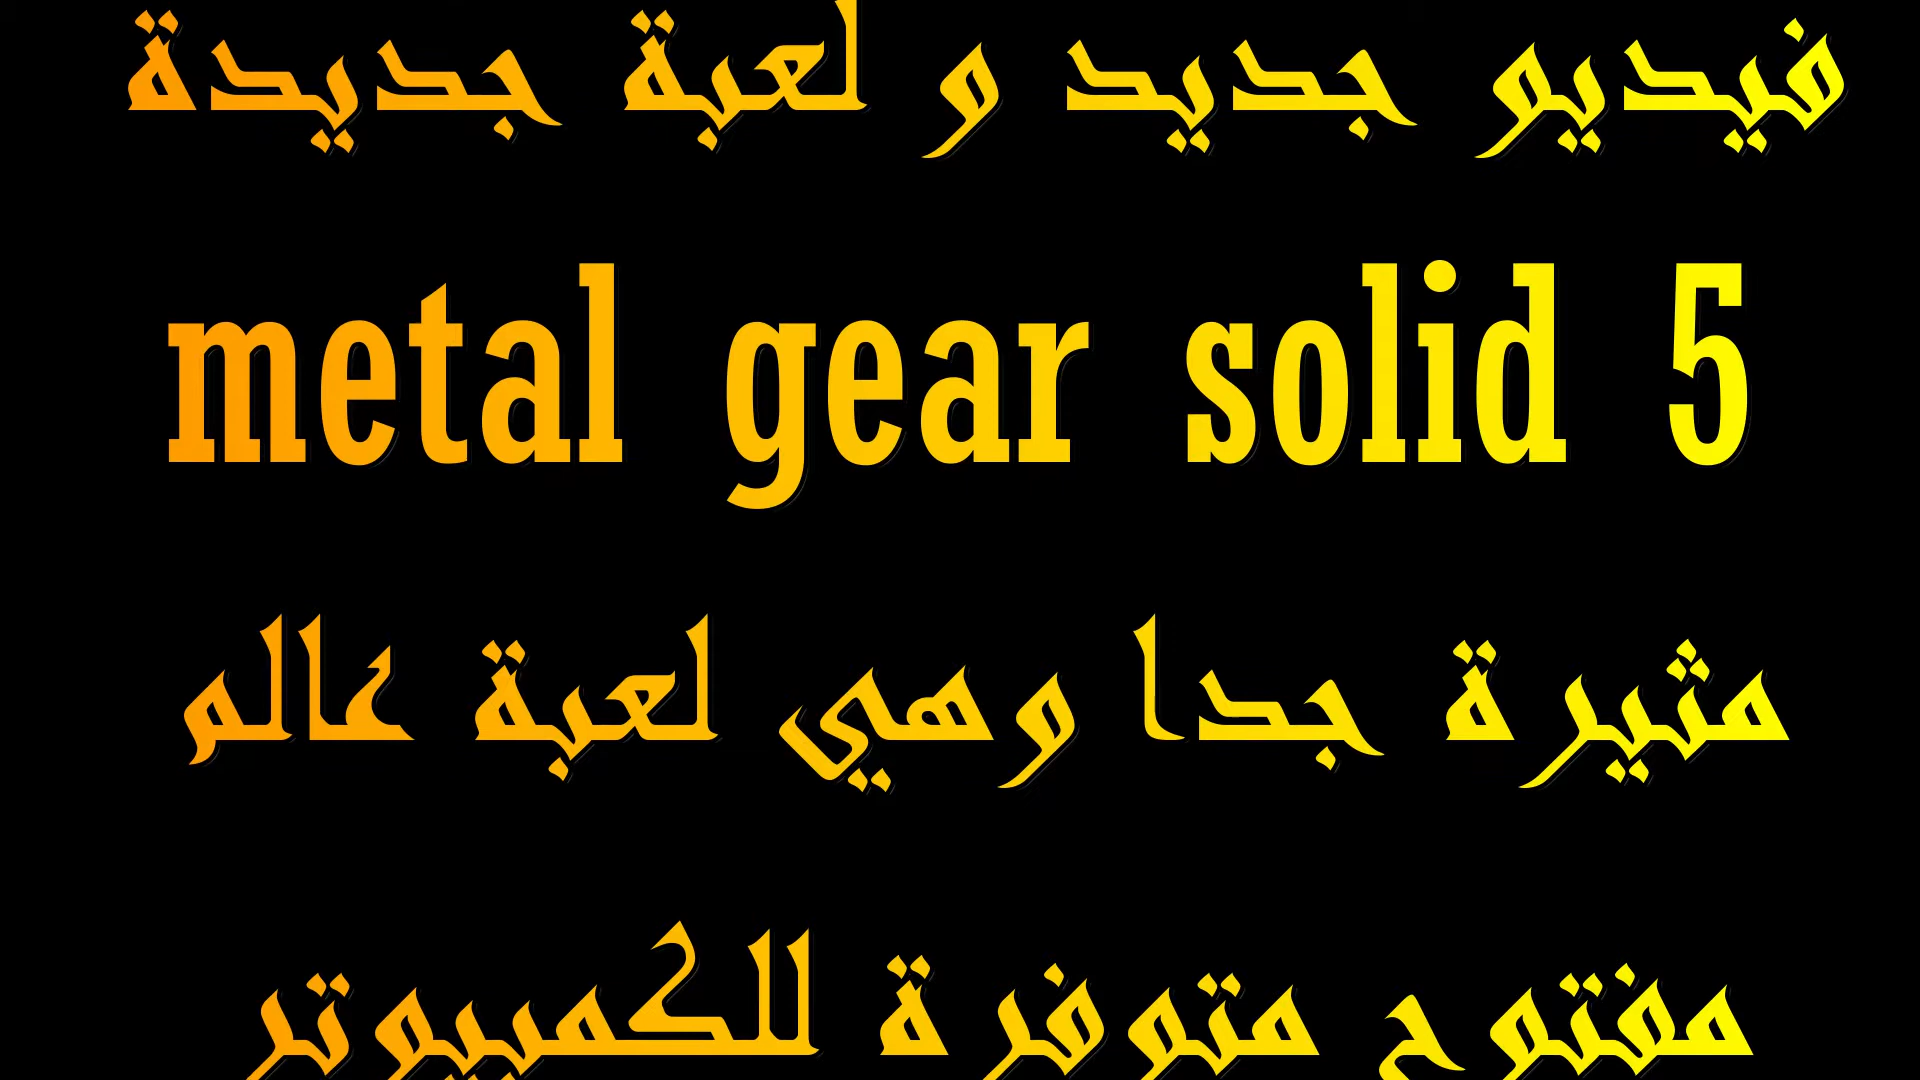 فيديو جديد و لعبة جديدة
metal gear solid 5
مثيرة جدا وهي لعبة عالم
مفتوح متوفرة للكمبيوتر